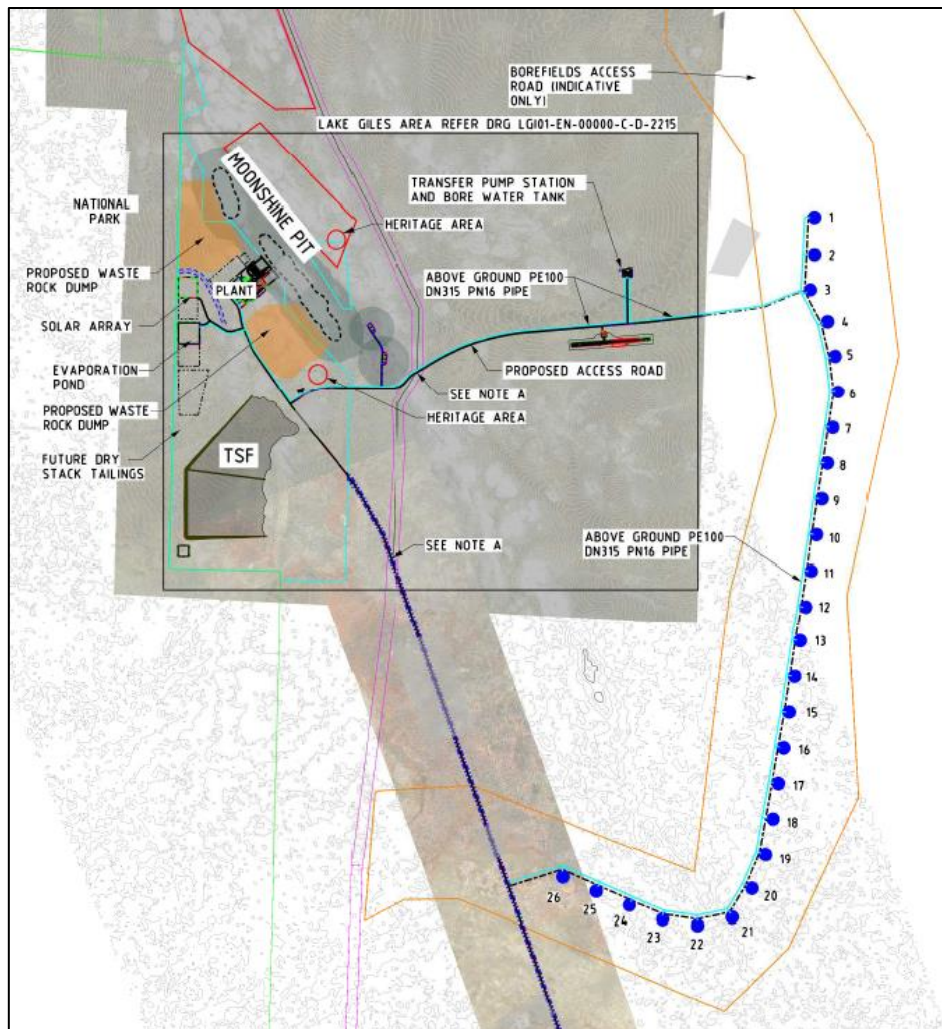 BOREFIELDS ACCESS
ROAD (INDICATIVE
ONLY)
LAKE GILES AREA REFER DRG LGI01-EN-00000-C-D-2215
MOONSHINE PIT
TRANSFER PUMP STATION
AND BORE WATER TANK
NATIONAL
PARK
HERITAGE AREA
1
2
3
4
5
6
7
8
9
10
11
12
13
14
15
16
17
18
19
20
21
22
23
24
25
26
PROPOSED WASTE
ROCK DUMP
PLANT
ABOVE GROUND PE100
DN315 PN16 PIPE
SOLAR ARRAY
EVAPORATION
POND
PROPOSED ACCESS ROAD
SEE NOTE A
PROPOSED WASTE
ROCK DUMP
HERITAGE AREA
FUTURE DRY
STACK TAILINGS
TSF
SEE NOTE A
ABOVE GROUND PE100
DN315 PN16 PIPE